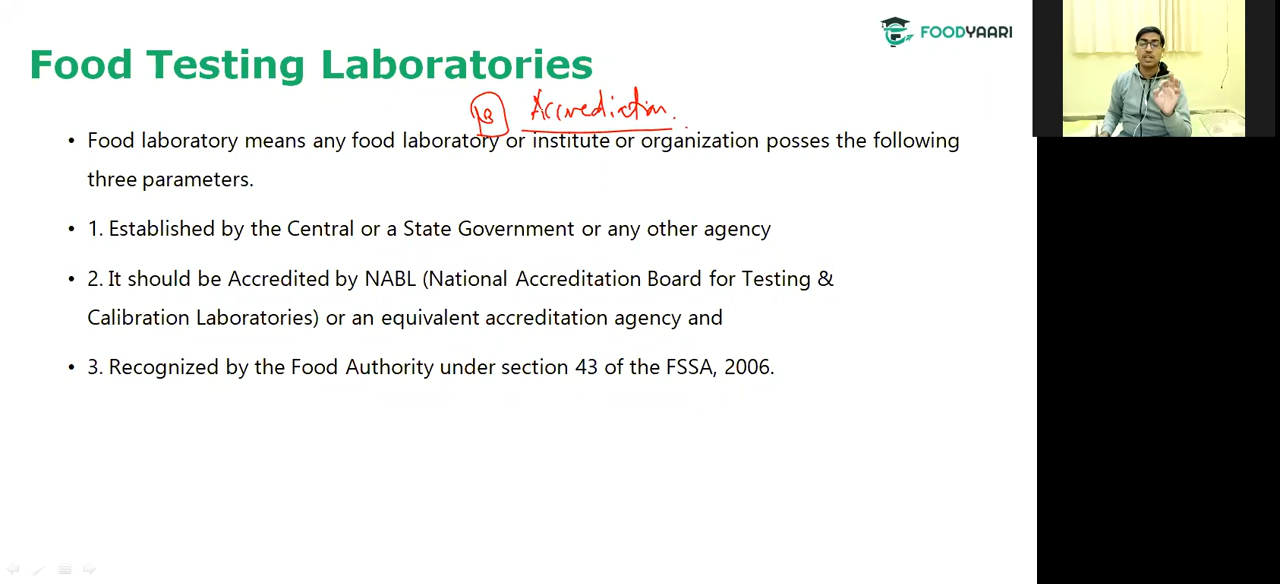 FOODYAARI
Food Testing Laboratories
Accrediation.
• Food laboratory means any food laboratory or institute or organization posses the following
three parameters.
• 1. Established by the Central or a State Government or any other agency
• 2. It should be Accredited by NABL (National Accreditation Board for Testing &
Calibration Laboratories) or an equivalent accreditation agency and
• 3. Recognized by the Food Authority under section 43 of the FSSA, 2006.